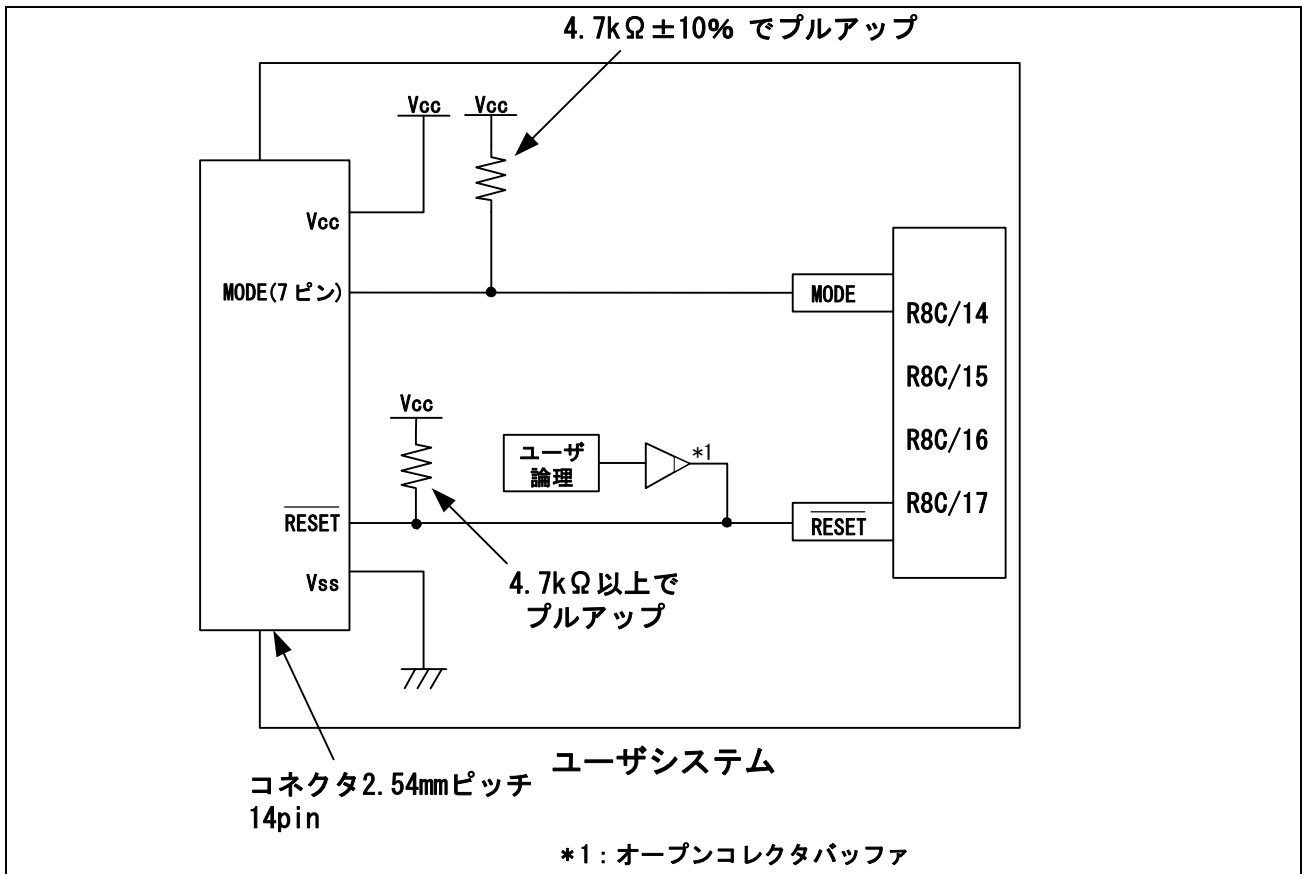 4.7kΩ±10% でプルアップ
Vcc
Vcc
Vcc
MODE(7 ピン)
MODE
R8C/14
R8C/15
R8C/16
R8C/17
Vcc
ユーザ
論理
*1
RESET
RESET
Vss
4.7kΩ以上で
プルアップ
ユーザシステム
コネクタ2.54mmピッチ
14pin
*1:オープンコレクタバッファ